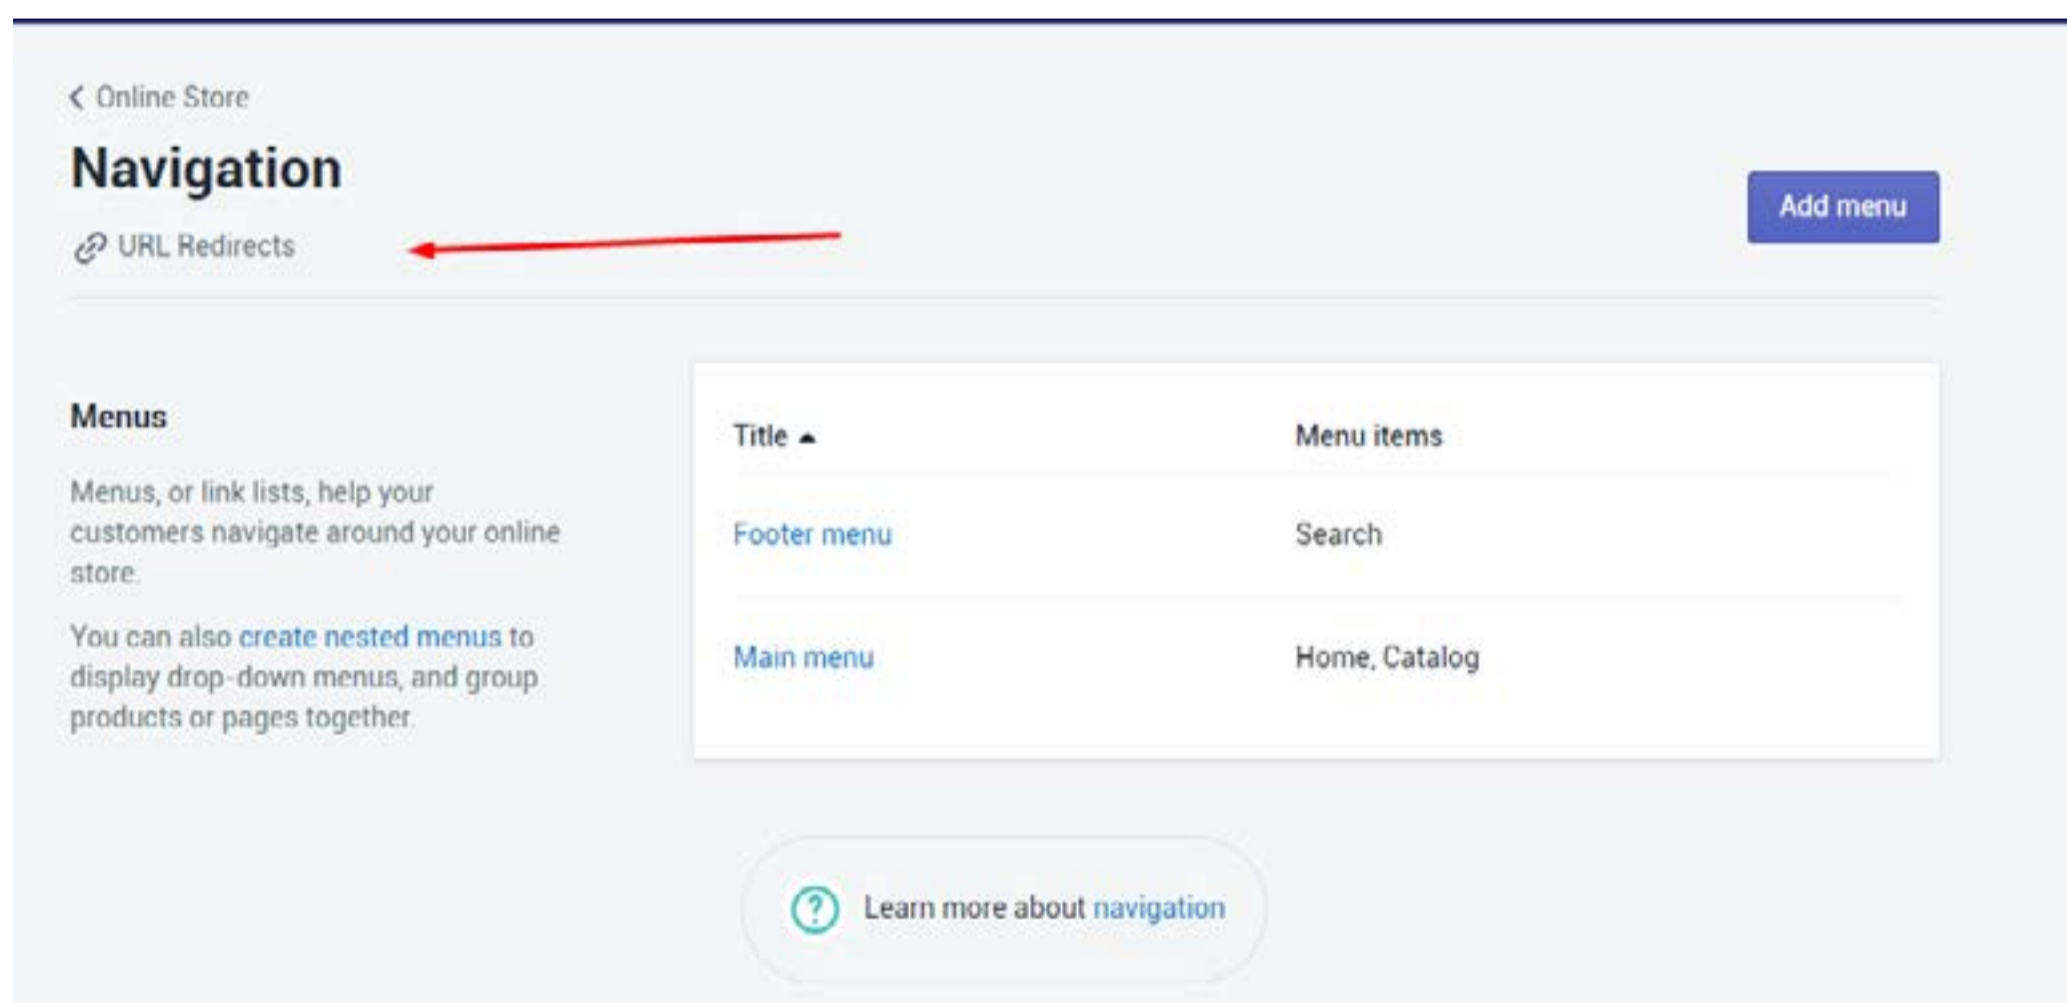 Online Store
Navigation
Add menu
URL Redirects
Menus
Menus, or link lists, help your
customers navigate around your online
store.
You can also create nested menus to
display drop-down menus, and group
products or pages together.
Title Menu items
Footer menu Search
Main menu Home, Catalog
Learn more about navigation